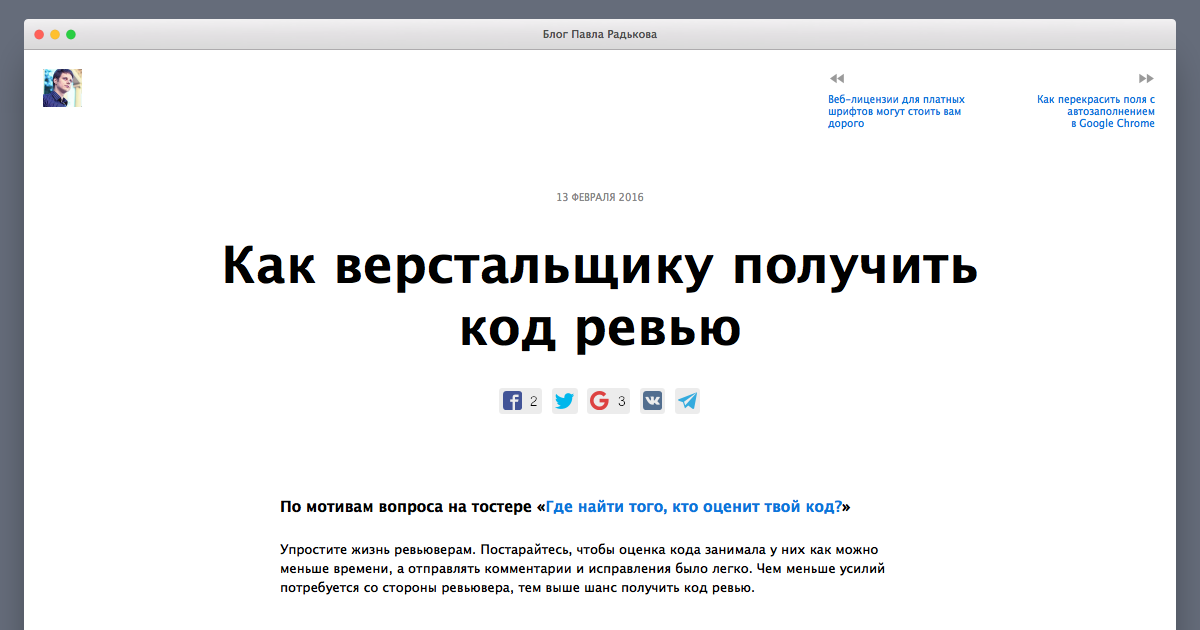 Блог Павла Радькова
Веб-лицензии для платных
шрифтов могут стоить вам
дорого
Как перекрасить поля с
автозаполнением
в Google Chrome
13 ФЕВРАЛЯ 2016
Как верстальщику получить
код ревью
2
3
По мотивам вопроса на тостере «Где найти того, кто оценит твой код?»
Упростите жизнь ревьюверам. Постарайтесь, чтобы оценка кода занимала у них как можно
меньше времени, а отправлять комментарии и исправления было легко. Чем меньше усилий
потребуется со стороны ревьювера, тем выше шанс получить код ревью.